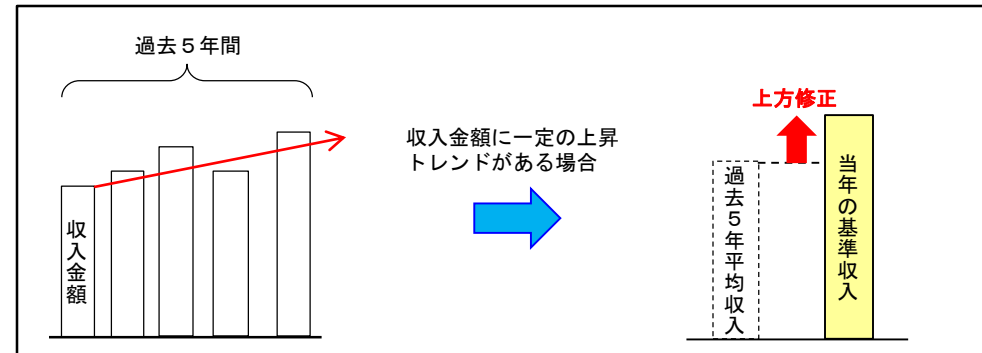 過去５年間
収入金額
収入金額に一定の上昇
トレンドがある場合
上方修正
過去５年平均収入
当年の基準収入